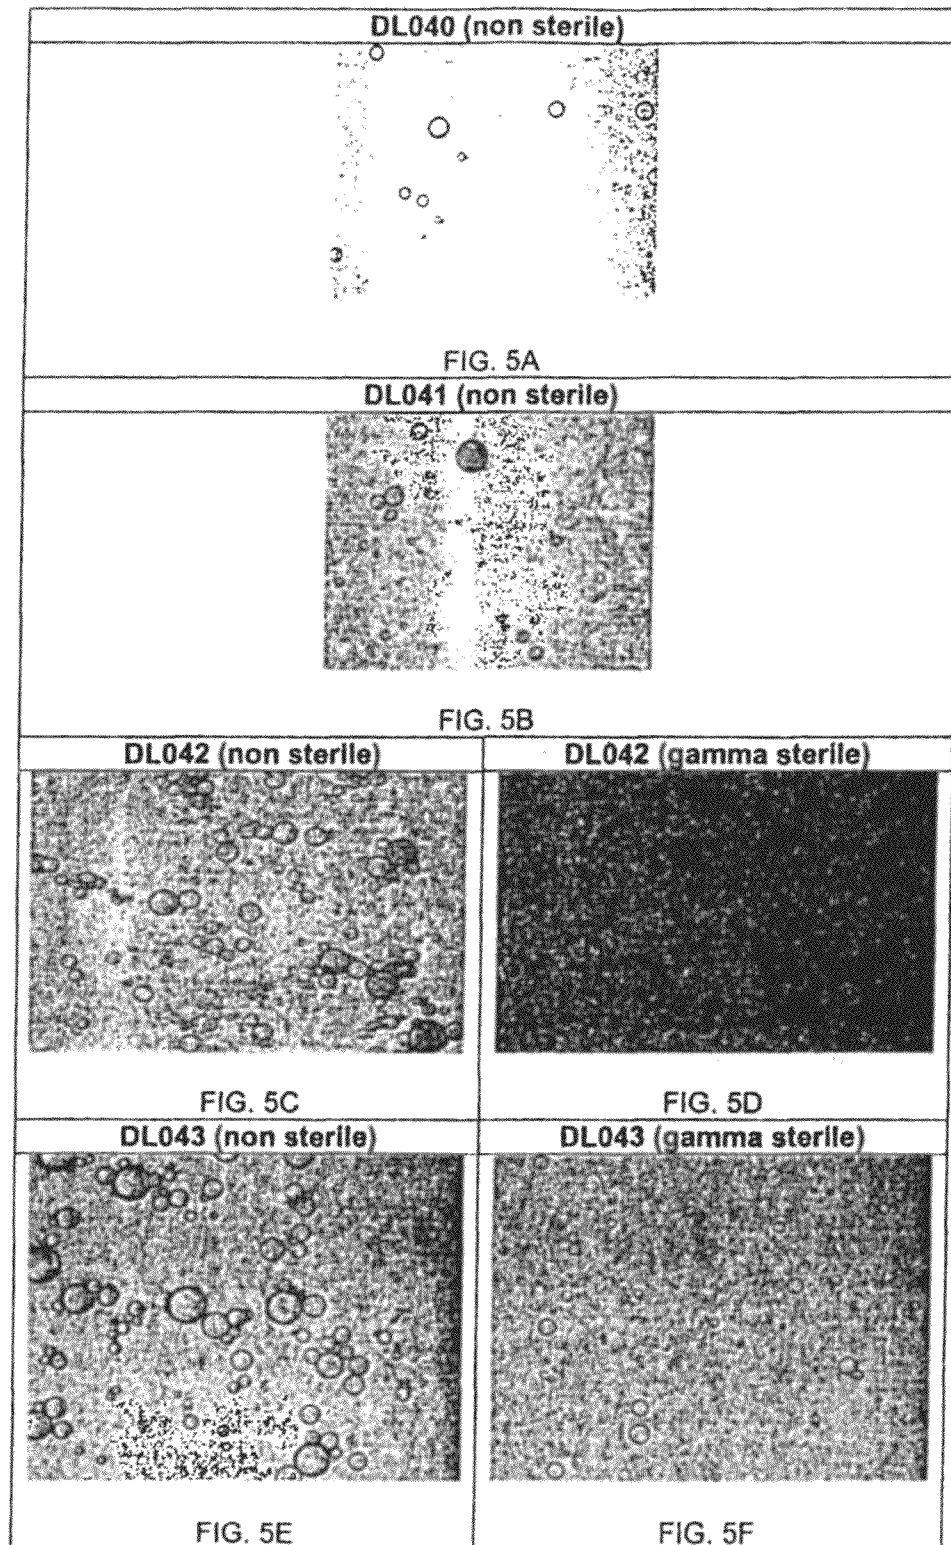 DL040 (non sterile)
FIG. 5A
DL041 (non sterile)
FIG. 5B
DL042 (non sterile) DL042 (gamma sterile)
FIG. 5C FIG. 5D
DL043 (non sterile) DL043 (gamma sterile)
FIG. 5E FIG. 5F